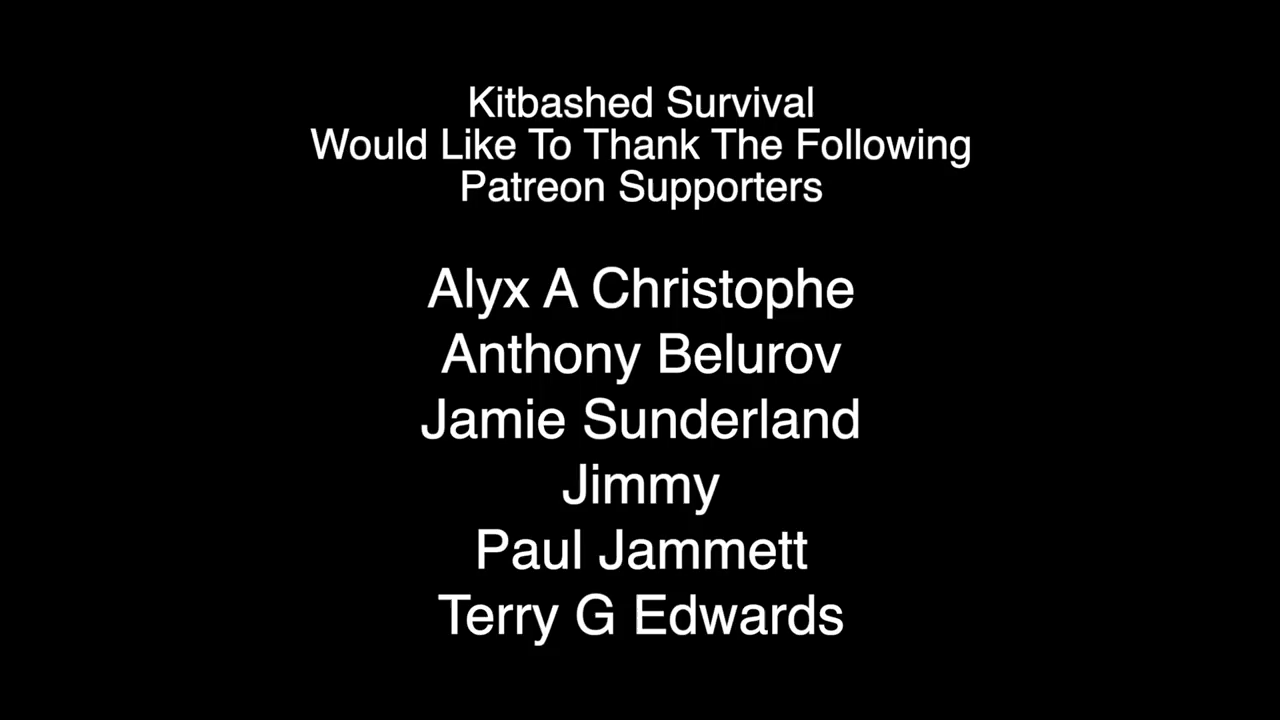 Kitbashed Survival
Would Like To Thank The Following
Patreon Supporters
Alyx A Christophe
Anthony Belurov
Jamie Sunderland
Jimmy
Paul Jammett
Terry G Edwards